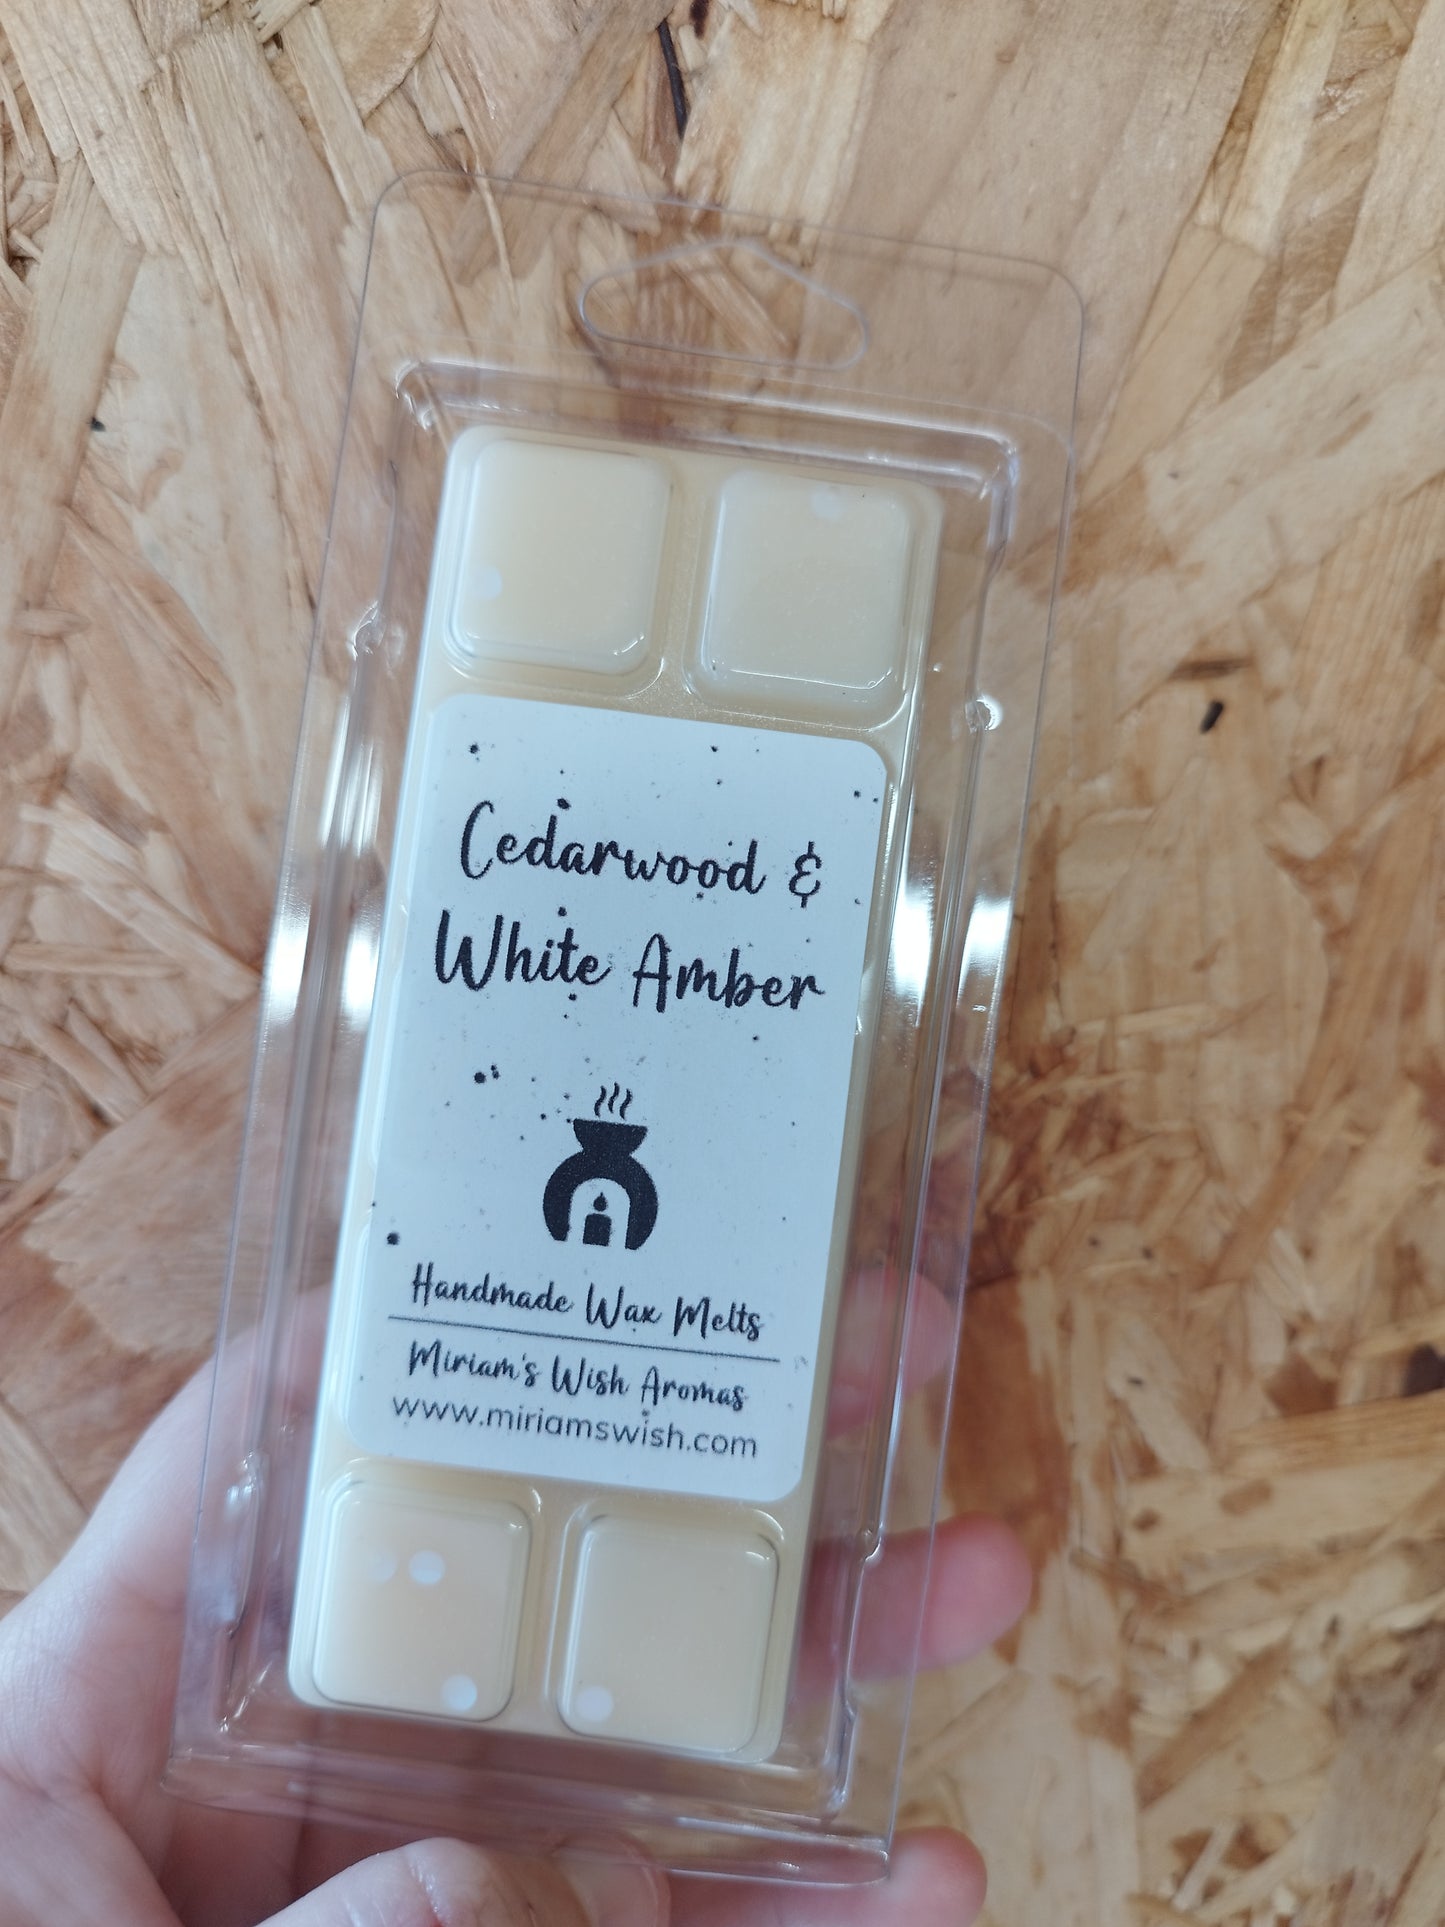 Cedarwood &
White Amber
Handmade Wax Melts
Miriam's Wish Aromas
www.miriamswish.com